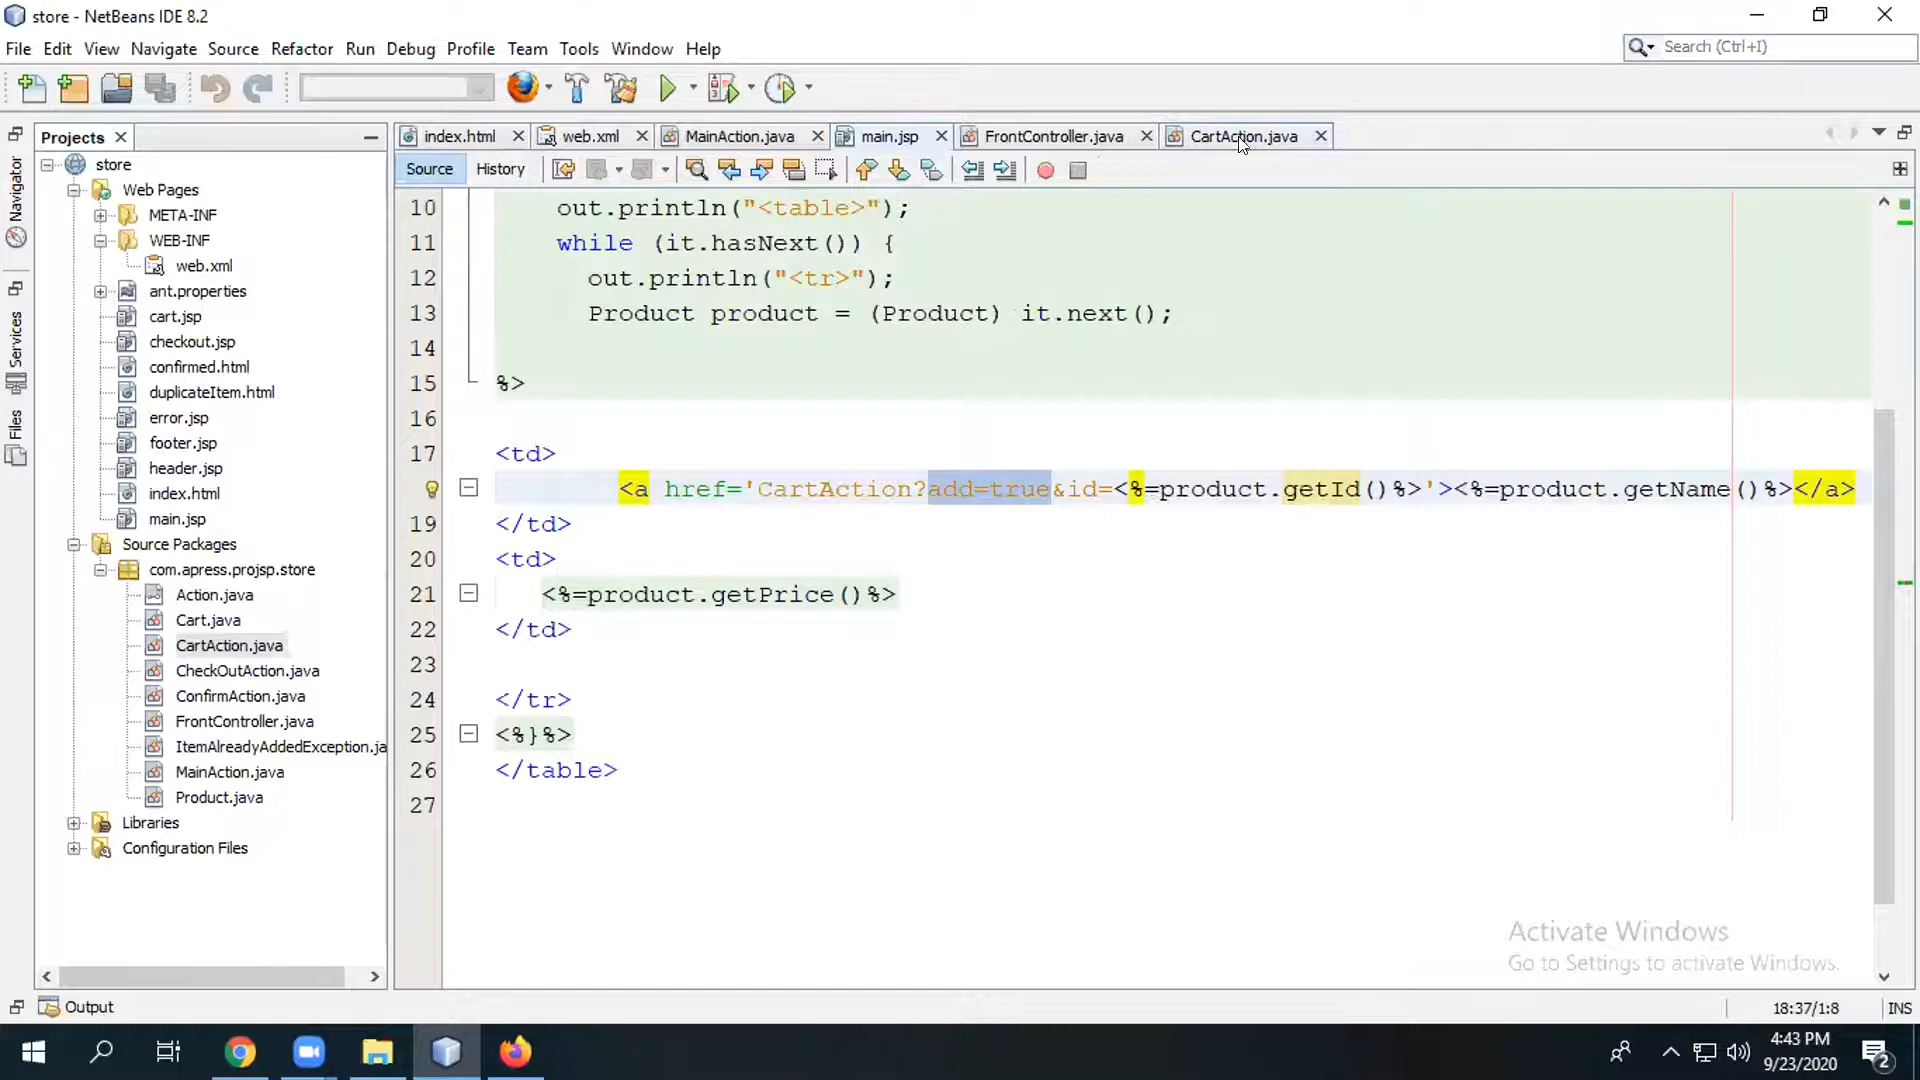 store - NetBeans IDE 8.2
File Edit View Navigate Source Refactor Run Debug Profile Team Tools Window Help
Search (Ctrl+I)
Projects
index.html
web.xml
MainAction.java
main.jsp
FrontController.java
CartAction.java
Source
History
Navigator
Services
Files
store
Web Pages
META-INF
WEB-INF
web.xml
ant.properties
cart.jsp
checkout.jsp
confirmed.html
duplicateItem.html
error.jsp
footer.jsp
header.jsp
index.html
main.jsp
Source Packages
com.apress.projsp.store
Action.java
Cart.java
CartAction.java
CheckOutAction.java
ConfirmAction.java
FrontController.java
ItemAlreadyAddedException.ja
MainAction.java
Product.java
Libraries
Configuration Files
10 out.println("<table>");
11 while (it.hasNext()) {
12 out.println("<tr>");
13 Product product = (Product) it.next();
14
15 %>
16
17 <td>
<a href='CartAction?add=true&id=<%=product.getId()%>'><%=product.getName()%></a>
19 </td>
20 <td>
21 <%=product.getPrice()%>
22 </td>
23
24 </tr>
25 <%}%>
26 </table>
27
Activate Windows
Go to Settings to activate Windows.
Output
18:37/1:8
INS
4:43 PM
9/23/2020
2